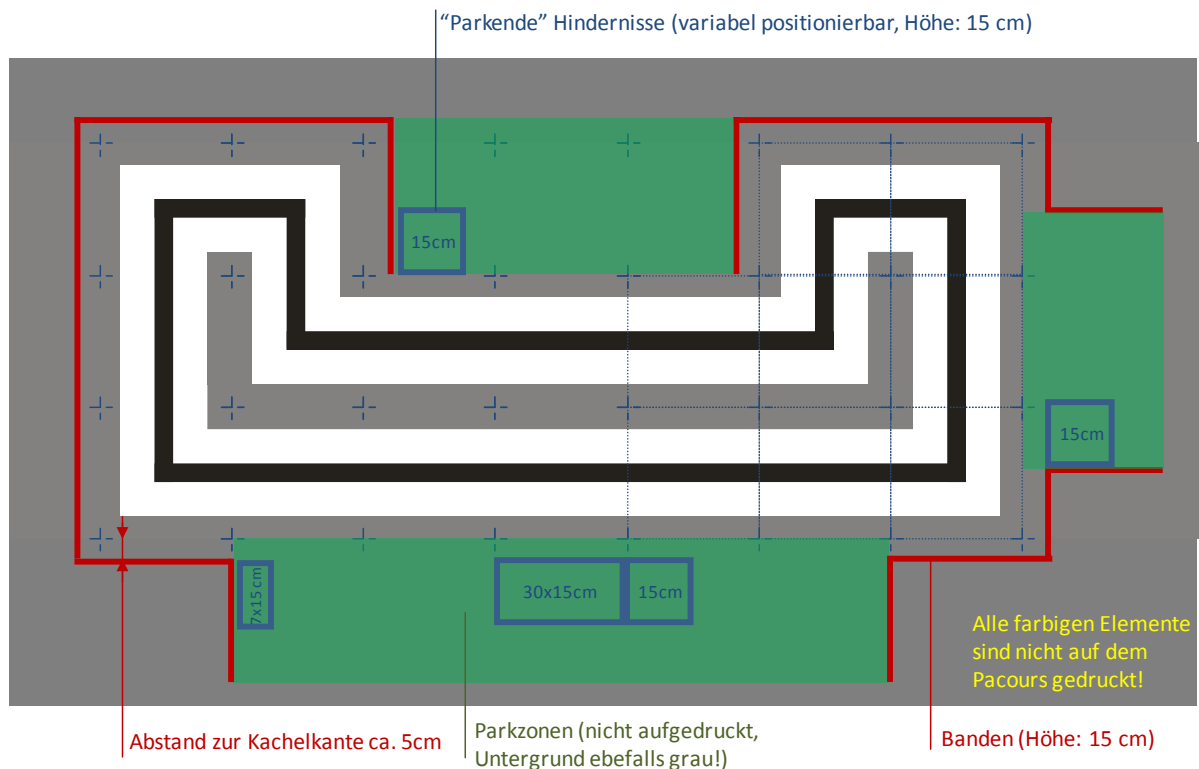 “Parkende” Hindernisse (variabel positionierbar, Höhe: 15 cm)
15cm
15cm
7x15 cm
30x15cm
15cm
Alle farbigen Elemente
sind nicht auf dem
Pacours gedruckt!
Abstand zur Kachelkante ca. 5cm
Parkzonen (nicht aufgedruckt,
Untergrund ebefalls grau!)
Banden (Höhe: 15 cm)